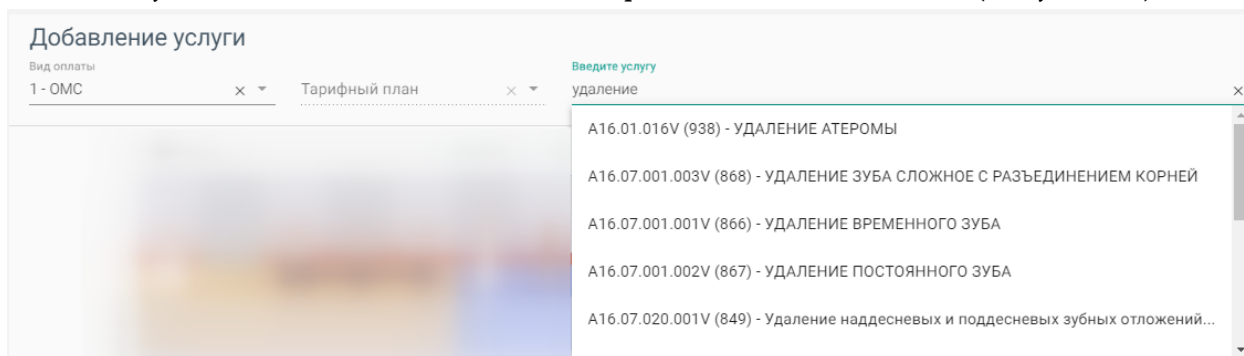 Добавление услуги
Вид оплаты
1 - ОМС
Тарифный план
Введите услугу
удаление
A16.01.016V (938) - УДАЛЕНИЕ АТЕРОМЫ
A16.07.001.003V (868) - УДАЛЕНИЕ ЗУБА СЛОЖНОЕ С РАЗЪЕДИНЕНИЕМ КОРНЕЙ
A16.07.001.001V (866) - УДАЛЕНИЕ ВРЕМЕННОГО ЗУБА
A16.07.001.002V (867) - УДАЛЕНИЕ ПОСТОЯННОГО ЗУБА
A16.07.020.001V (849) - Удаление наддесневых и поддесневых зубных отложений...